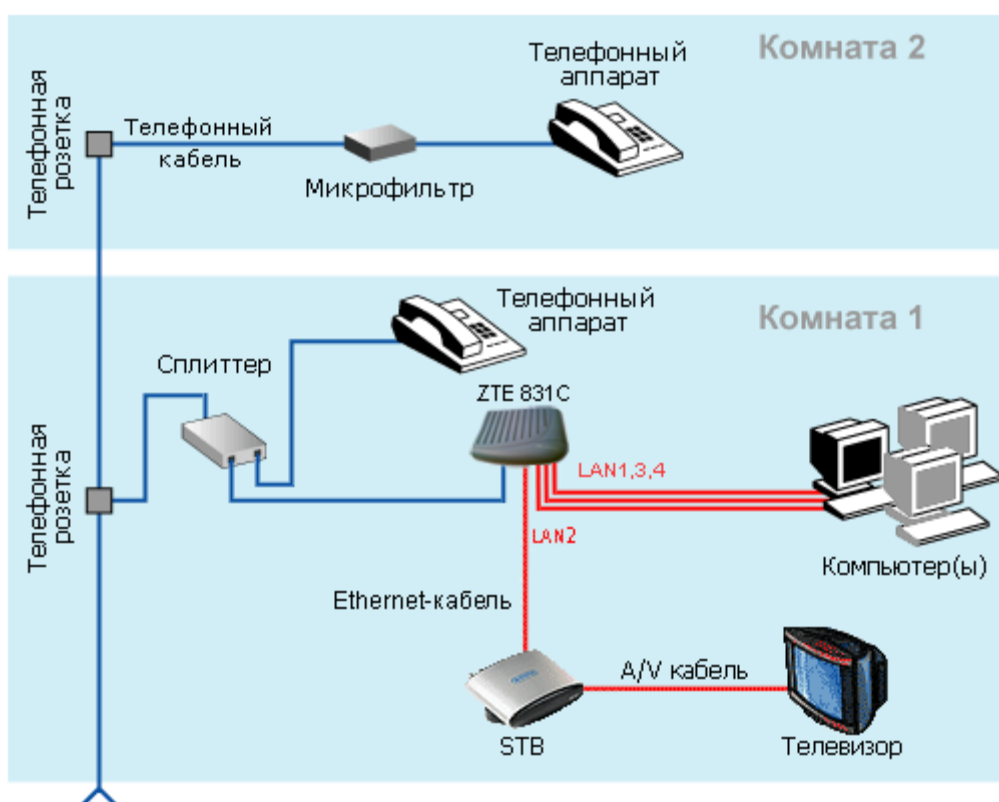 Комната 2
Телефонный
аппарат
Телефонная
розетка
Телефонный
кабель
Микрофильтр
Комната 1
Телефонный
аппарат
Сплиттер
ZTE 831C
Телефонная
розетка
LAN1,3,4
LAN2
Компьютер(ы)
Ethernet-кабель
A/V кабель
STB
Телевизор